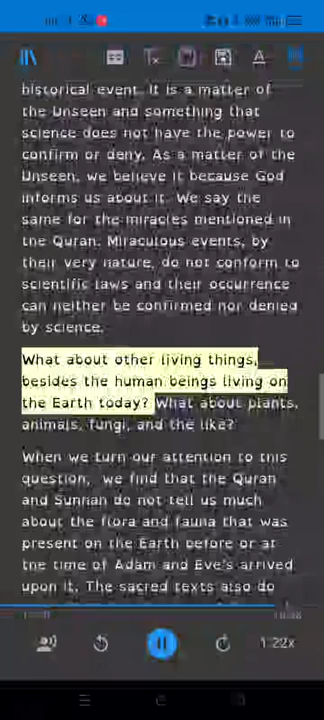 historical event. It is a matter of
the Unseen and something that
science does not have the power to
confirm or deny. As a matter of the
Unseen, we believe it because God
informs us about it. We say the
same for the miracles mentioned in
the Quran. Miraculous events, by
their very nature, do not conform to
scientific laws and their occurrence
can neither be confirmed nor denied
by science.
What about other living things,
besides the human beings living on
the Earth today? What about plants,
animals, fungi, and the like?
When we turn our attention to this
question, we find that the Quran
and Sunnah do not tell us much
about the flora and fauna that was
present on the Earth before or at
the time of Adam and Eve's arrived
upon it. The sacred texts also do
1.22x